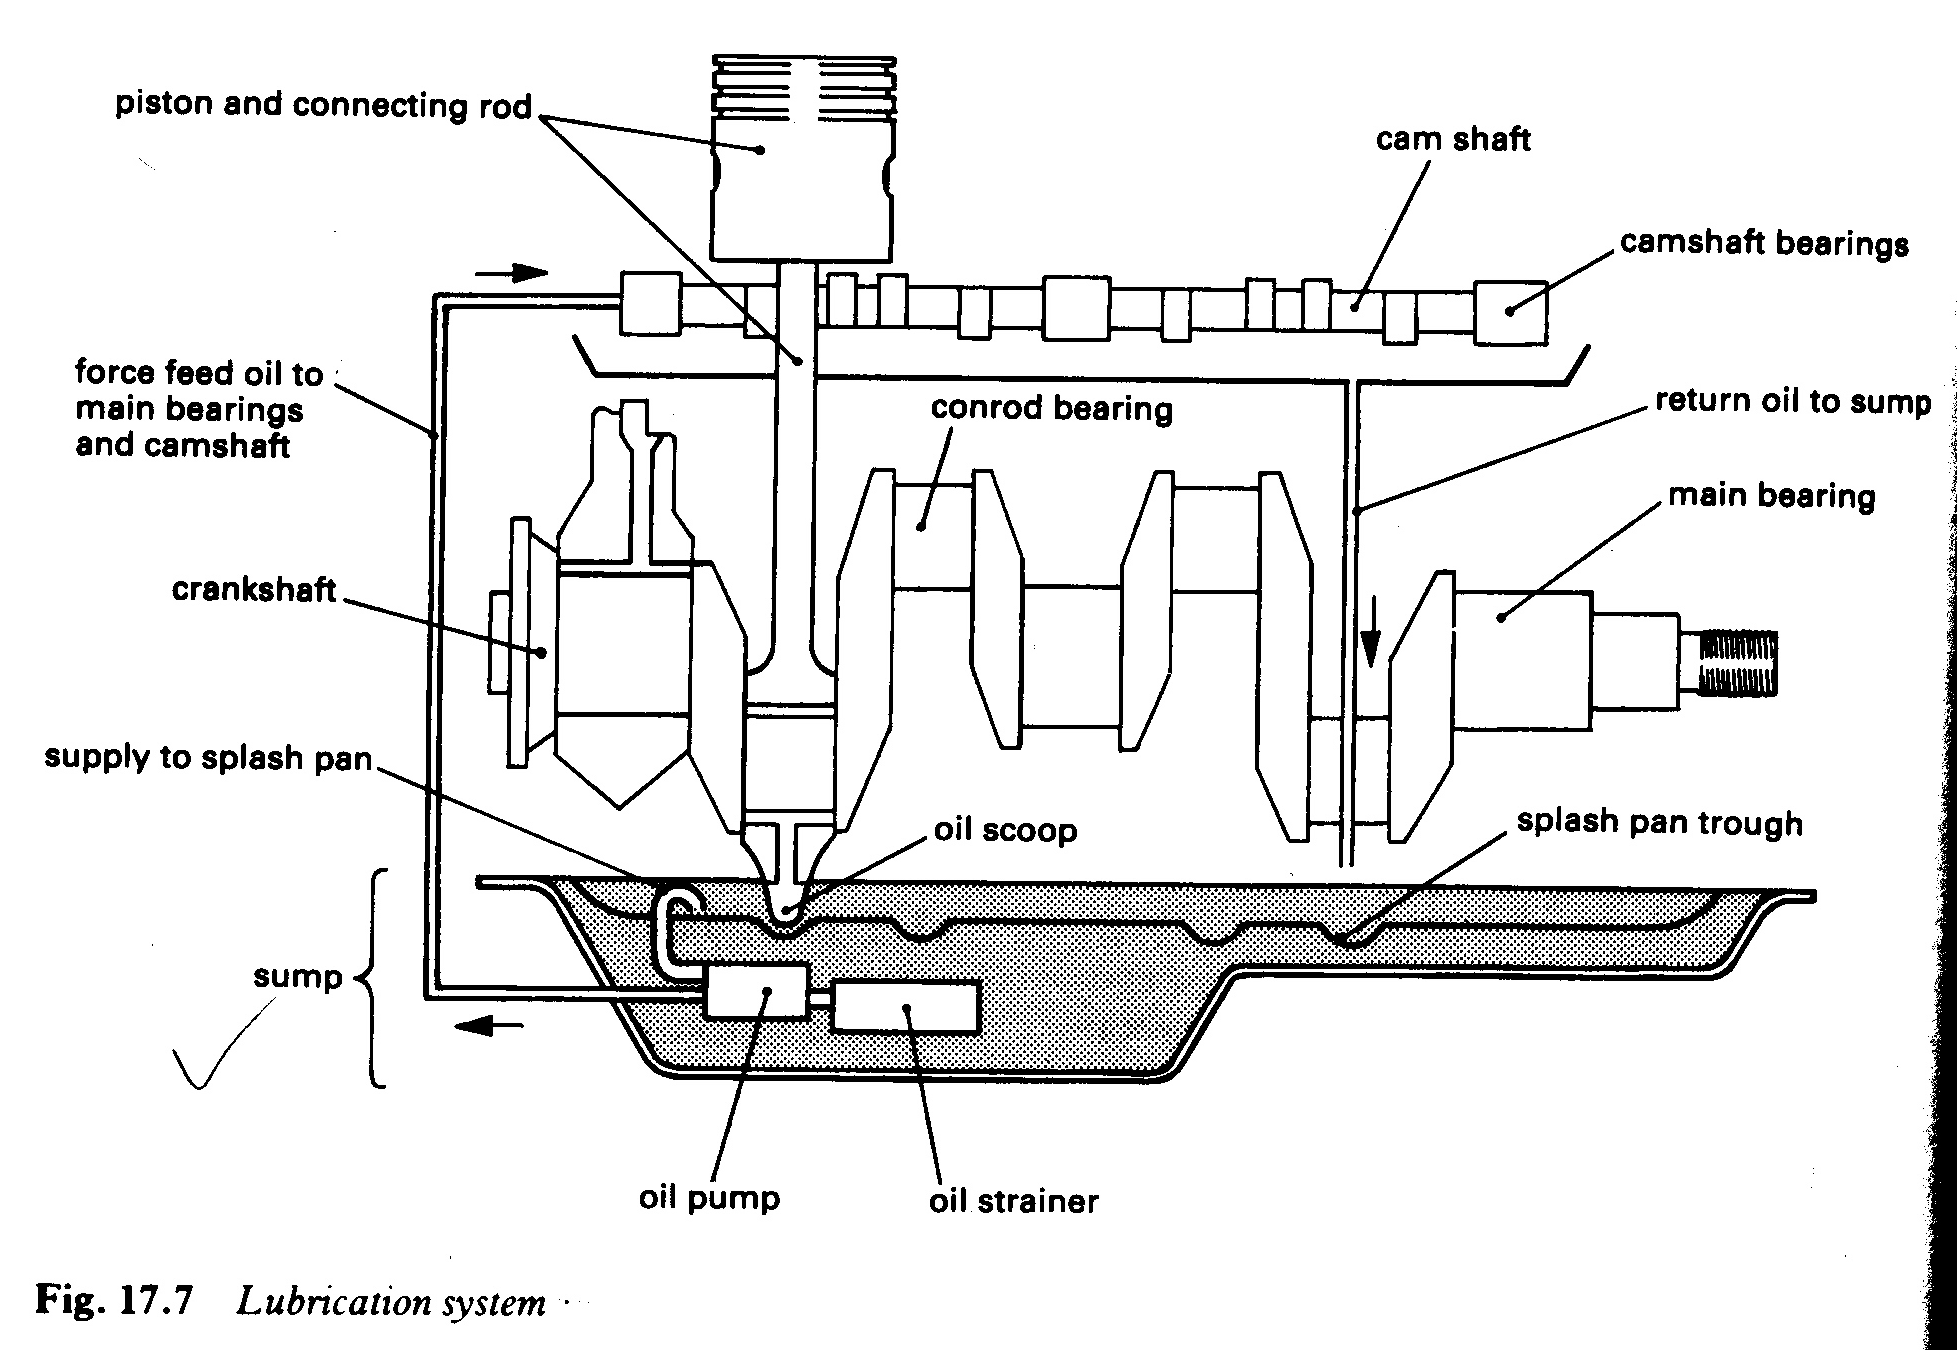 piston and connecting rod
cam shaft
camshaft bearings
force feed oil to
main bearings
and camshaft
conrod bearing
return oil to sump
main bearing
crankshaft
supply to splash pan
oil scoop
splash pan trough
sump
oil pump
oil strainer
Fig. 17.7 Lubrication system